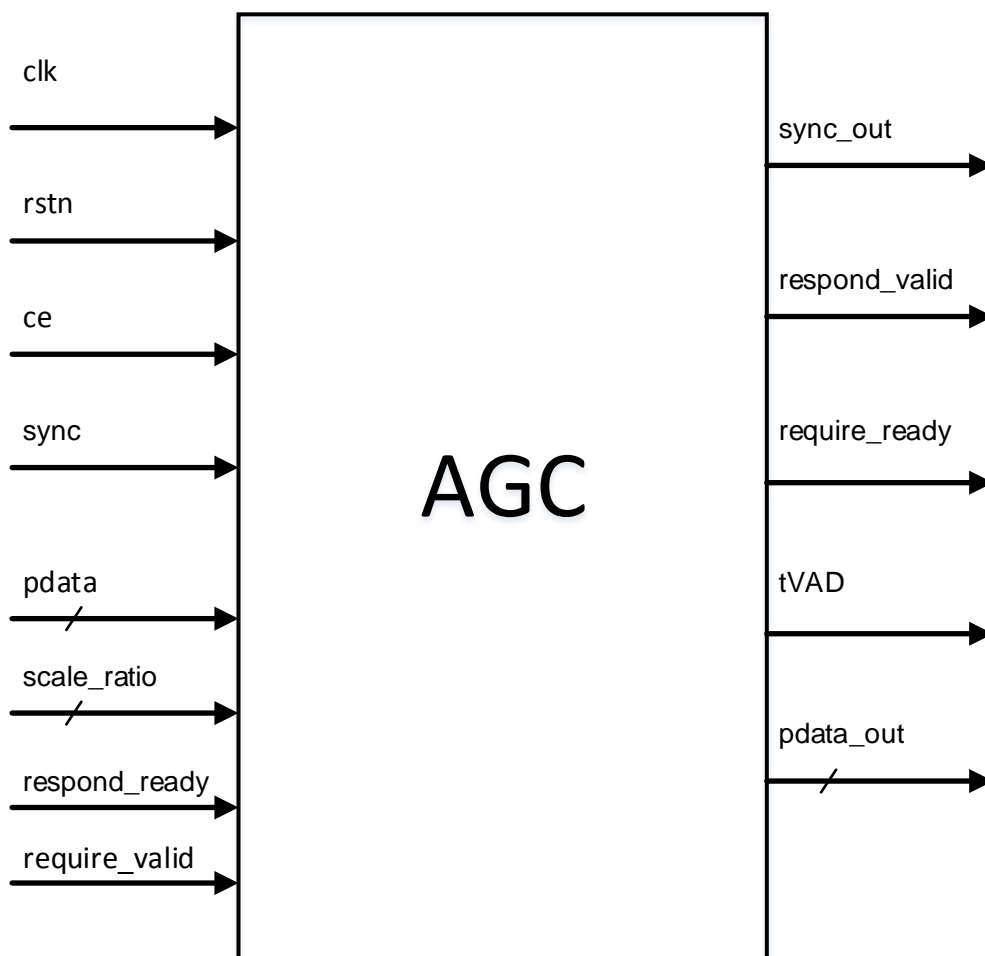 clk
rstn
ce
sync
pdata
scale_ratio
respond_ready
require_valid
AGC
sync_out
respond_valid
require_ready
tVAD
pdata_out